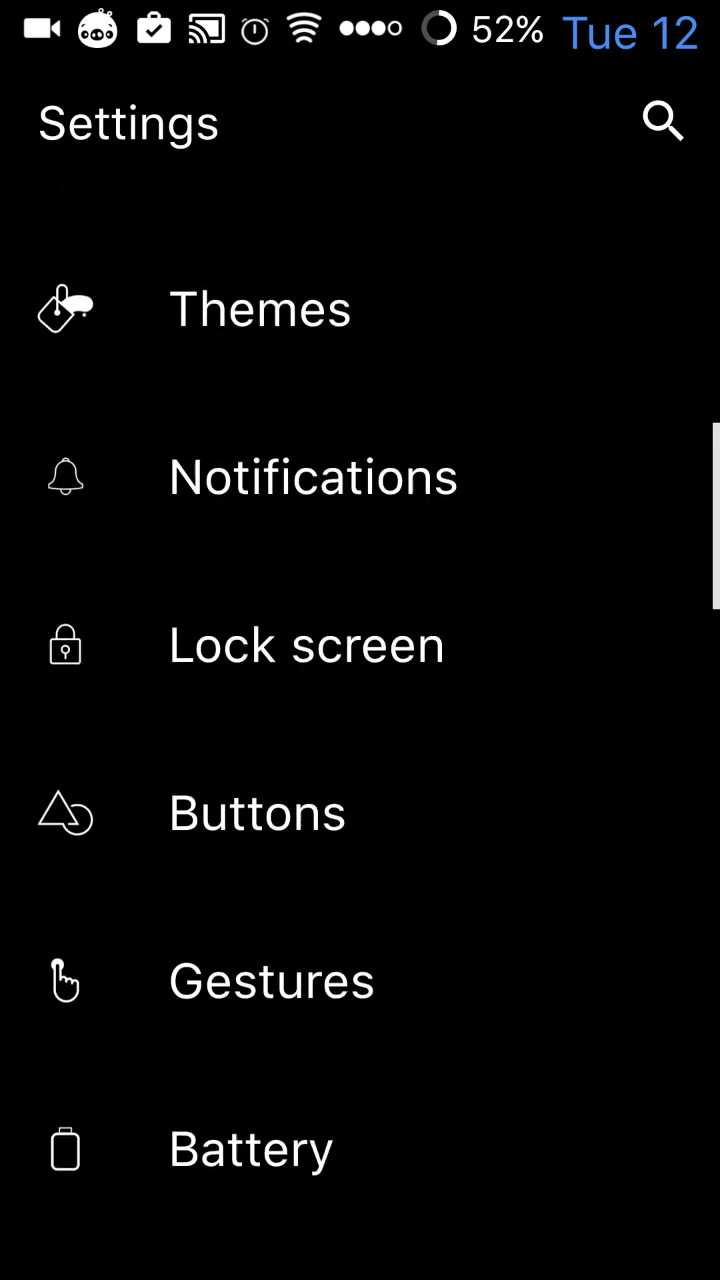 52% Tue 12
Settings
Themes
Notifications
Lock screen
Buttons
Gestures
Battery